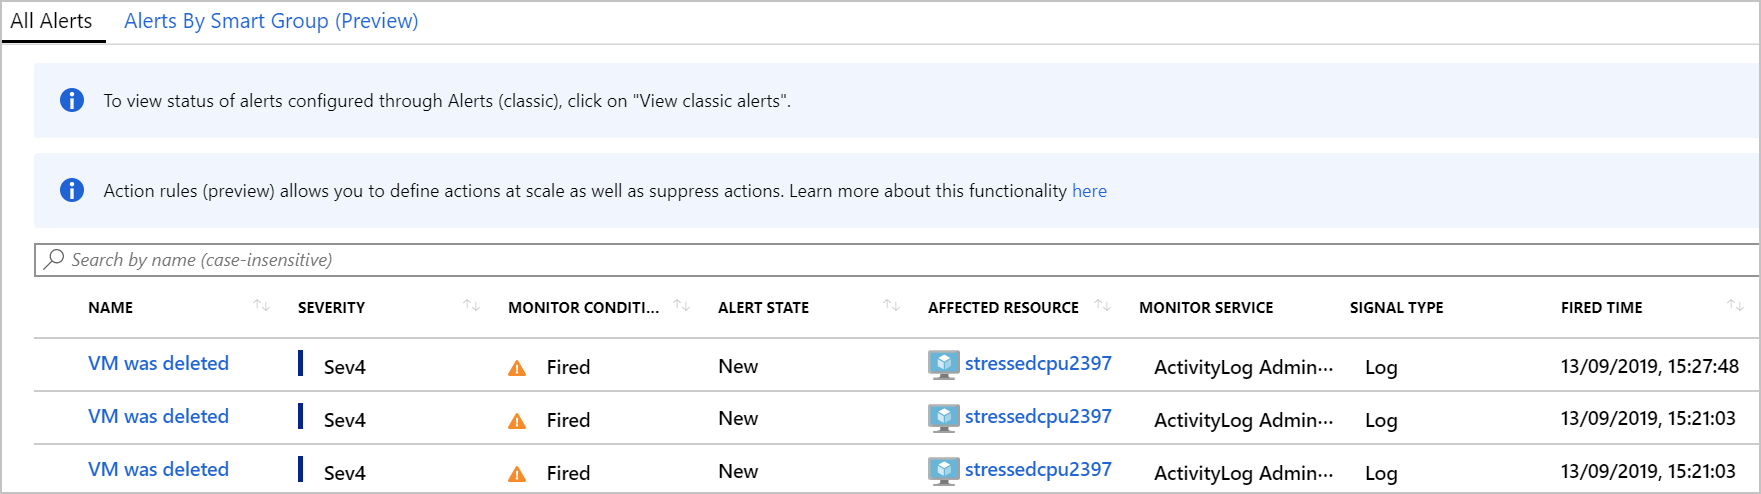 All Alerts Alerts By Smart Group (Preview)
To view status of alerts configured through Alerts (classic), click on "View classic alerts".
Action rules (preview) allows you to define actions at scale as well as suppress actions. Learn more about this functionality here
Search by name (case-insensitive)
NAME SEVERITY MONITOR CONDITI... ALERT STATE AFFECTED RESOURCE MONITOR SERVICE SIGNAL TYPE FIRED TIME
VM was deleted Sev4 Fired New stressedcpu2397 ActivityLog Admin··· Log 13/09/2019, 15:27:48
VM was deleted Sev4 Fired New stressedcpu2397 ActivityLog Admin··· Log 13/09/2019, 15:21:03
VM was deleted Sev4 Fired New stressedcpu2397 ActivityLog Admin··· Log 13/09/2019, 15:21:03